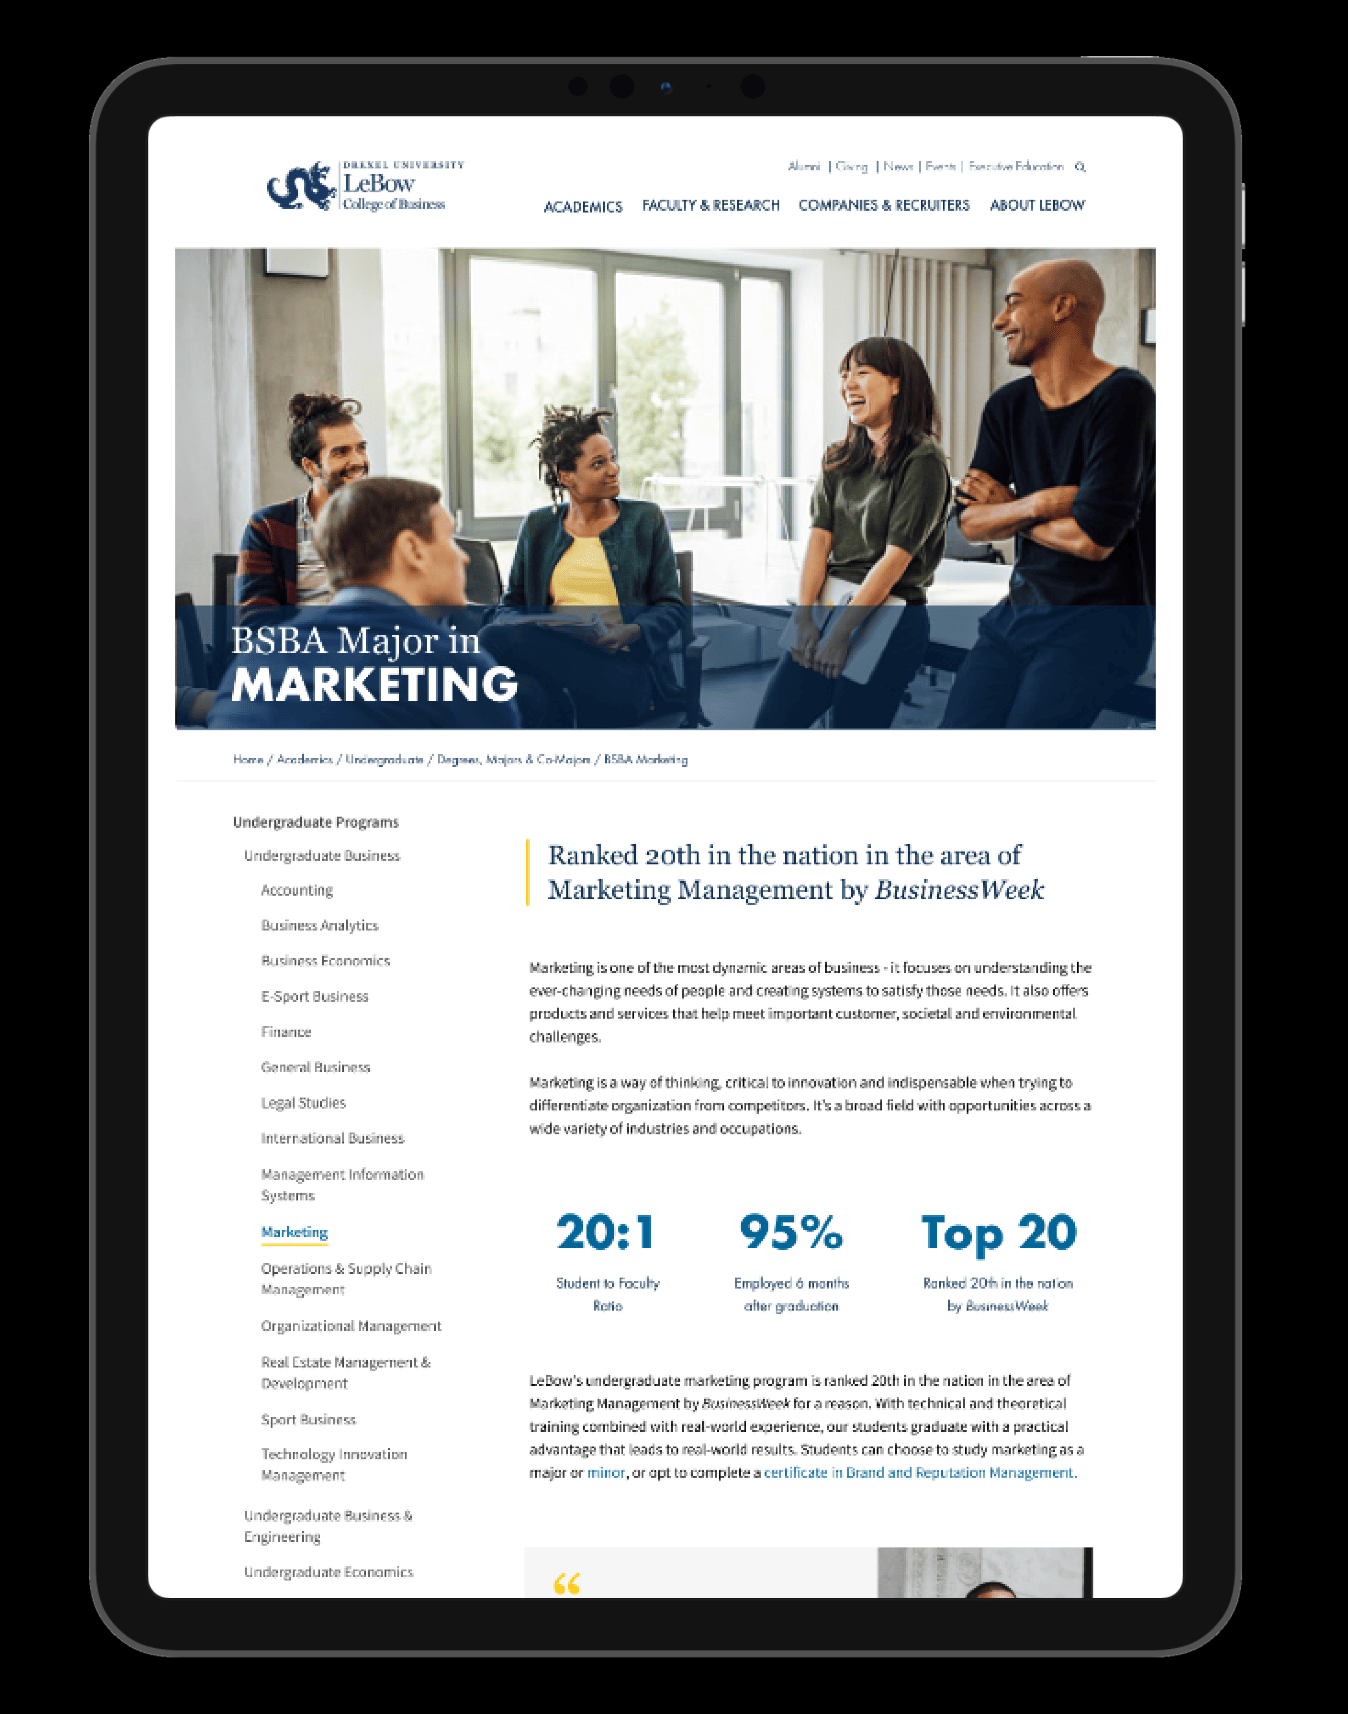 DREXEL UNIVERSITY
LeBow
College of Business
Alumni | Giving | News | Events | Executive Education
ACADEMICS FACULTY & RESEARCH COMPANIES & RECRUITERS ABOUT LEBOW
BSBA Major in
MARKETING
Home / Academics / Undergraduate / Degrees, Majors & Co-Majors / BSBA Marketing
Undergraduate Programs
Undergraduate Business
Accounting
Business Analytics
Business Economics
E-Sport Business
Finance
General Business
Legal Studies
International Business
Management Information
Systems
Marketing
Operations & Supply Chain
Management
Organizational Management
Real Estate Management &
Development
Sport Business
Technology Innovation
Management
Undergraduate Business &
Engineering
Undergraduate Economics
Ranked 20th in the nation in the area of
Marketing Management by BusinessWeek
Marketing is one of the most dynamic areas of business - it focuses on understanding the
ever-changing needs of people and creating systems to satisfy those needs. It also offers
products and services that help meet important customer, societal and environmental
challenges.
Marketing is a way of thinking, critical to innovation and indispensable when trying to
differentiate organization from competitors. It's a broad field with opportunities across a
wide variety of industries and occupations.
20:1
Student to Faculty
Ratio
95%
Employed 6 months
after graduation
Top 20
Ranked 20th in the nation
by BusinessWeek
LeBow's undergraduate marketing program is ranked 20th in the nation in the area of
Marketing Management by BusinessWeek for a reason. With technical and theoretical
training combined with real-world experience, our students graduate with a practical
advantage that leads to real-world results. Students can choose to study marketing as a
major or minor, or opt to complete a certificate in Brand and Reputation Management.
“